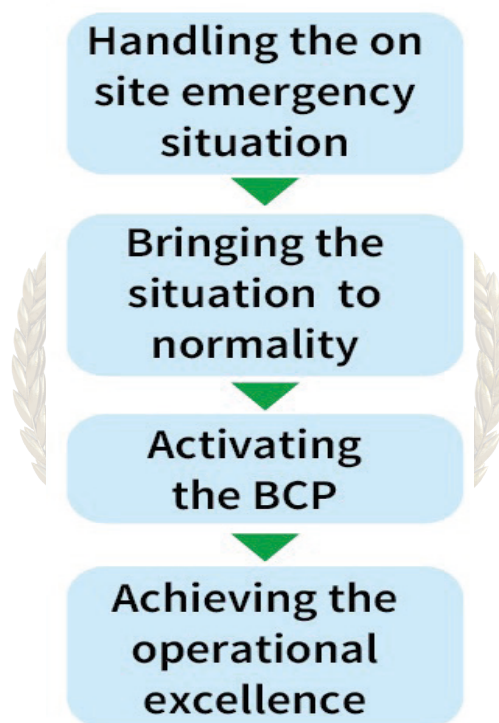 Handling the on
site emergency
situation
Bringing the
situation to
normality
Activating
the BCP
Achieving the
operational
excellence